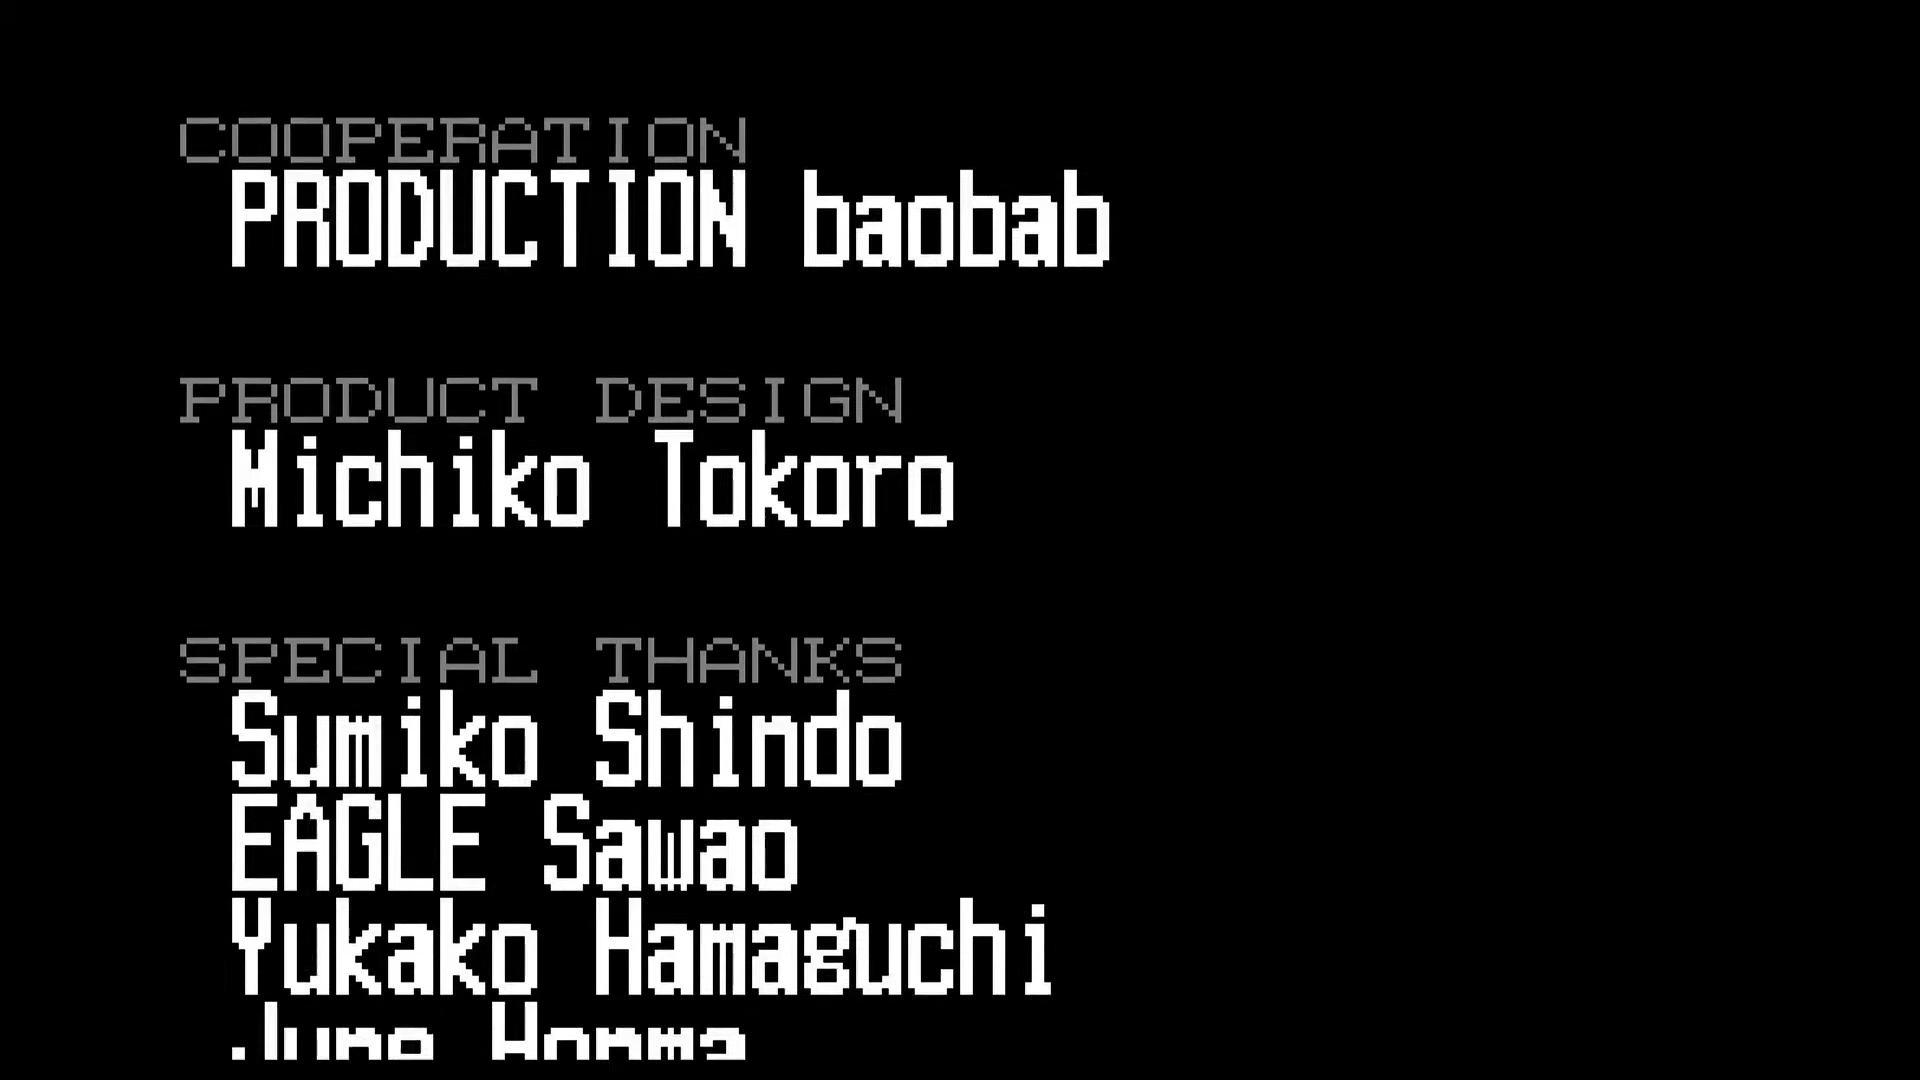 COOPERATION
PRODUCTION baobab
PRODUCT DESIGN
Michiko Tokoro
SPECIAL THANKS
Sumiko Shindo
EAGLE Sawao
Yukako Hamaguchi